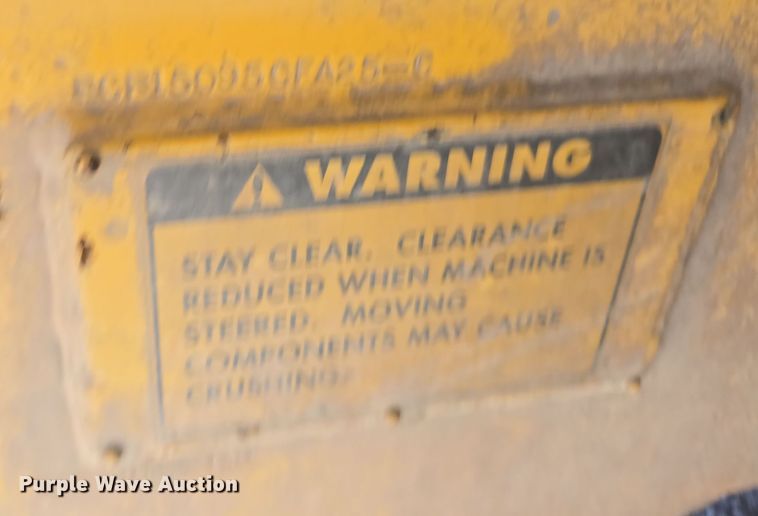 WARNING
STAY CLEAR. CLEARANCE
REDUCED WHEN MACHINE IS
STEERED. MOVING
COMPONENTS MAY CAUSE
CRUSHING.
Purple Wave Auction